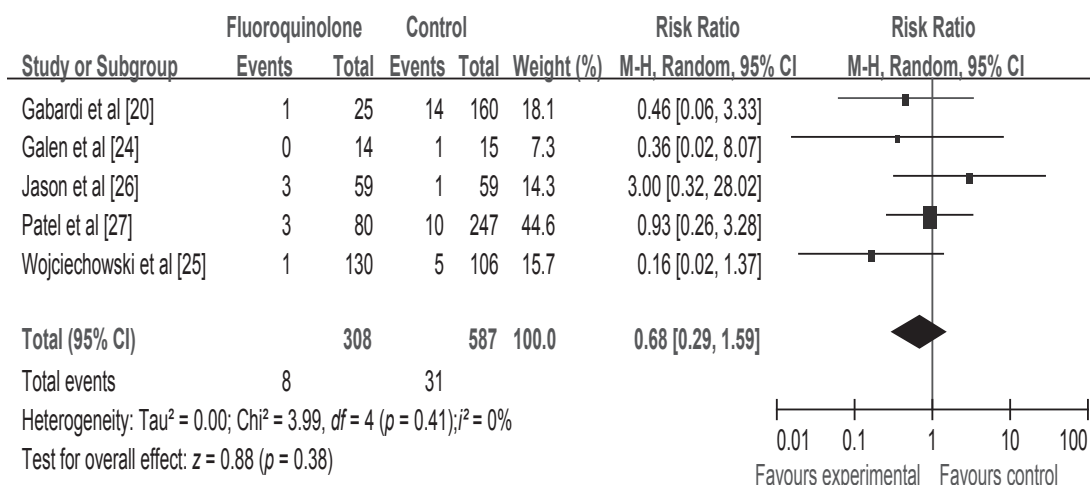 Fluoroquinolone Control Risk Ratio Risk Ratio
Study or Subgroup Events Total Events Total Weight (%) M-H, Random, 95% CI M-H, Random, 95% CI
Gabardi et al [20] 1 25 14 160 18.1 0.46 [0.06, 3.33]
Galen et al [24] 0 14 1 15 7.3 0.36 [0.02, 8.07]
Jason et al [26] 3 59 1 59 14.3 3.00 [0.32, 28.02]
Patel et al [27] 3 80 10 247 44.6 0.93 [0.26, 3.28]
Wojciechowski et al [25] 1 130 5 106 15.7 0.16 [0.02, 1.37]
Total (95% CI) 308 587 100.0 0.68 [0.29, 1.59]
Total events 8 31
Heterogeneity: Tau² = 0.00; Chi² = 3.99, df = 4 (p = 0.41);i² = 0%
Test for overall effect: z = 0.88 (p = 0.38)
0.01 0.1 1 10 100
Favours experimental Favours control